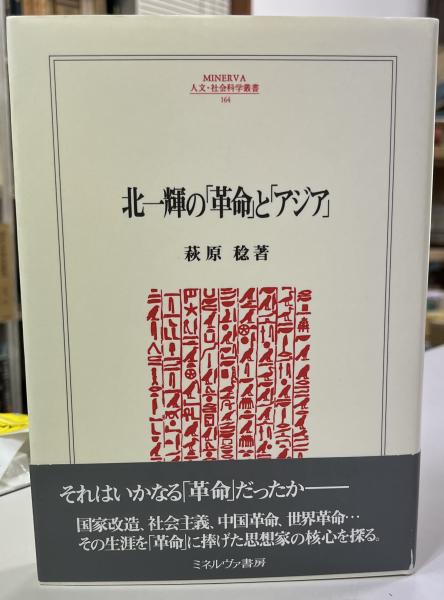 MINERVA
人文・社会科学叢書
164
北一輝の「革命」と「アジア」
萩原 稔著
それはいかなる「革命」だったか――
国家改造、社会主義、中国革命、世界革命…
その生涯を「革命」に捧げた思想家の核心を探る。
ミネルヴァ書房